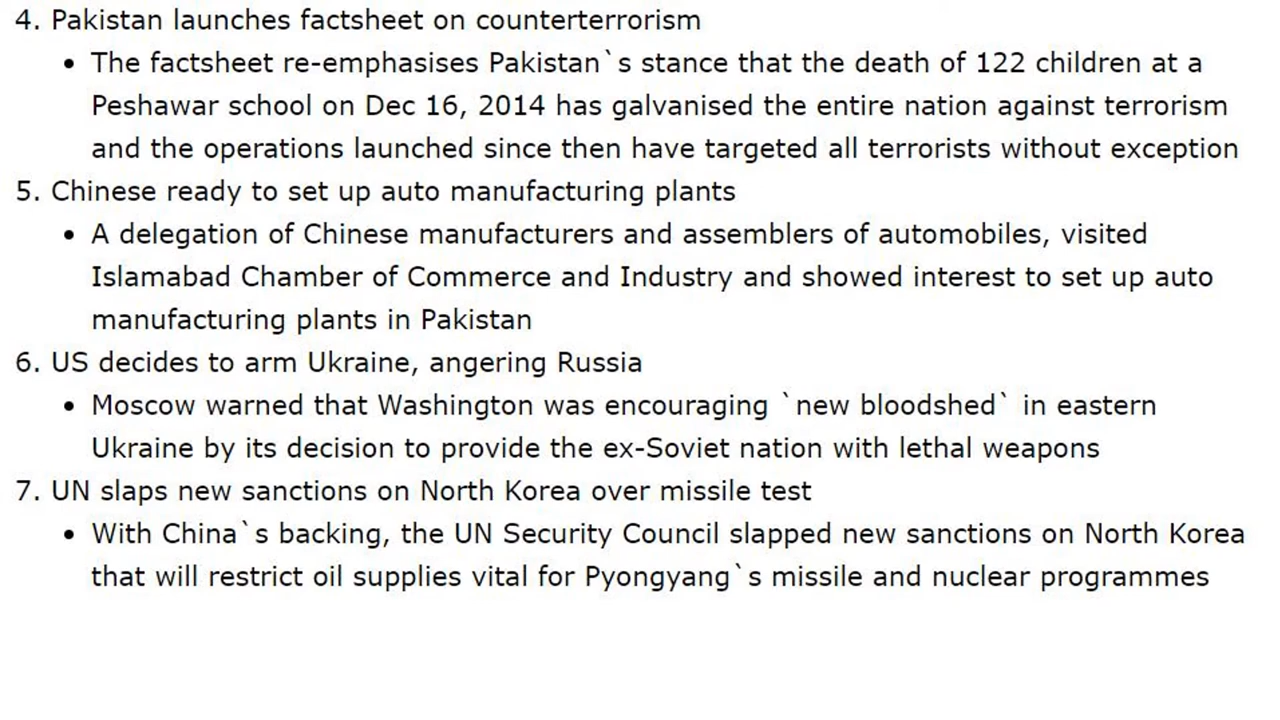 4. Pakistan launches factsheet on counterterrorism
• The factsheet re-emphasises Pakistan`s stance that the death of 122 children at a
Peshawar school on Dec 16, 2014 has galvanised the entire nation against terrorism
and the operations launched since then have targeted all terrorists without exception
5. Chinese ready to set up auto manufacturing plants
• A delegation of Chinese manufacturers and assemblers of automobiles, visited
Islamabad Chamber of Commerce and Industry and showed interest to set up auto
manufacturing plants in Pakistan
6. US decides to arm Ukraine, angering Russia
• Moscow warned that Washington was encouraging `new bloodshed` in eastern
Ukraine by its decision to provide the ex-Soviet nation with lethal weapons
7. UN slaps new sanctions on North Korea over missile test
• With China`s backing, the UN Security Council slapped new sanctions on North Korea
that will restrict oil supplies vital for Pyongyang`s missile and nuclear programmes